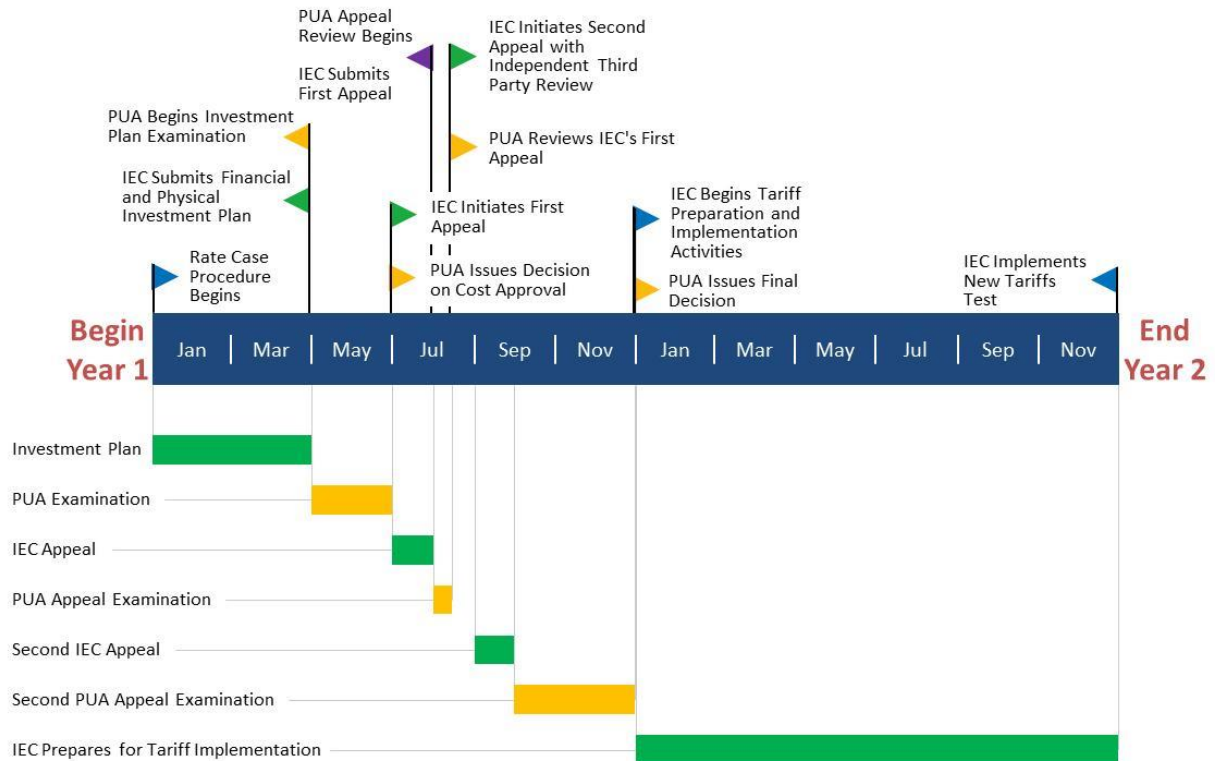 PUA Appeal
Review Begins
IEC Submits
First Appeal
IEC Initiates Second
Appeal with
Independent Third
Party Review
PUA Begins Investment
Plan Examination
PUA Reviews IEC's First
Appeal
IEC Submits Financial
and Physical
Investment Plan
IEC Initiates First
Appeal
IEC Begins Tariff
Preparation and
Implementation
Activities
Rate Case
Procedure
Begins
PUA Issues Decision
on Cost Approval
PUA Issues Final
Decision
IEC Implements
New Tariffs
Test
Begin
Year 1
Jan Mar May Jul Sep Nov Jan Mar May Jul Sep Nov
End
Year 2
Investment Plan
PUA Examination
IEC Appeal
PUA Appeal Examination
Second IEC Appeal
Second PUA Appeal Examination
IEC Prepares for Tariff Implementation